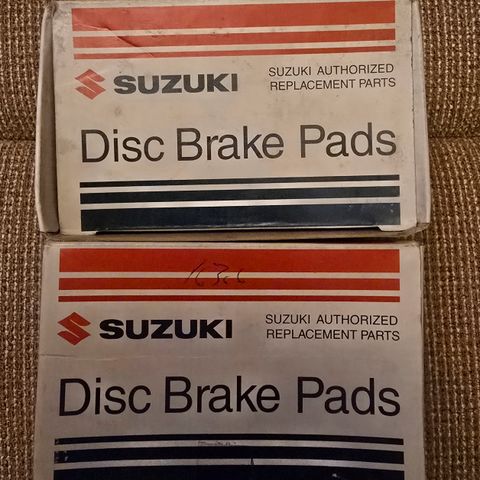 SUZUKI
SUZUKI AUTHORIZED
REPLACEMENT PARTS
Disc Brake Pads
SUZUKI
SUZUKI AUTHORIZED
REPLACEMENT PARTS
Disc Brake Pads